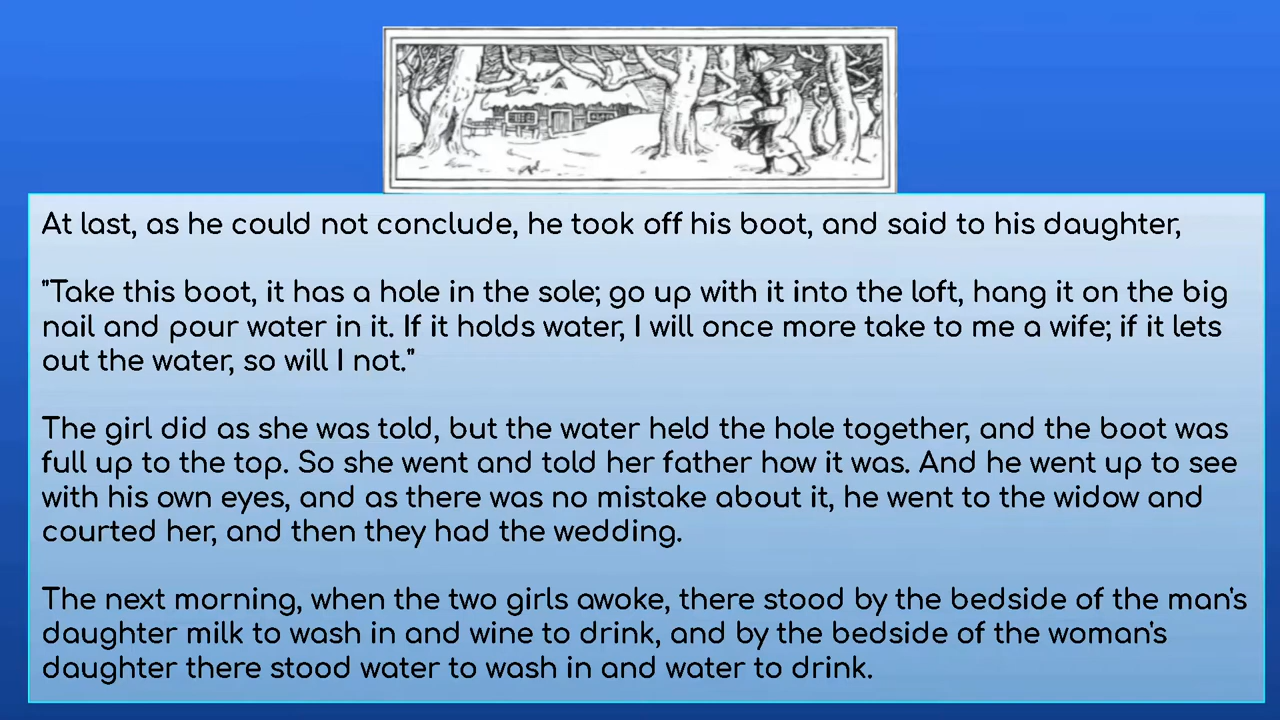 At last, as he could not conclude, he took off his boot, and said to his daughter,
"Take this boot, it has a hole in the sole; go up with it into the loft, hang it on the big
nail and pour water in it. If it holds water, I will once more take to me a wife; if it lets
out the water, so will I not."
The girl did as she was told, but the water held the hole together, and the boot was
full up to the top. So she went and told her father how it was. And he went up to see
with his own eyes, and as there was no mistake about it, he went to the widow and
courted her, and then they had the wedding.
The next morning, when the two girls awoke, there stood by the bedside of the man's
daughter milk to wash in and wine to drink, and by the bedside of the woman's
daughter there stood water to wash in and water to drink.